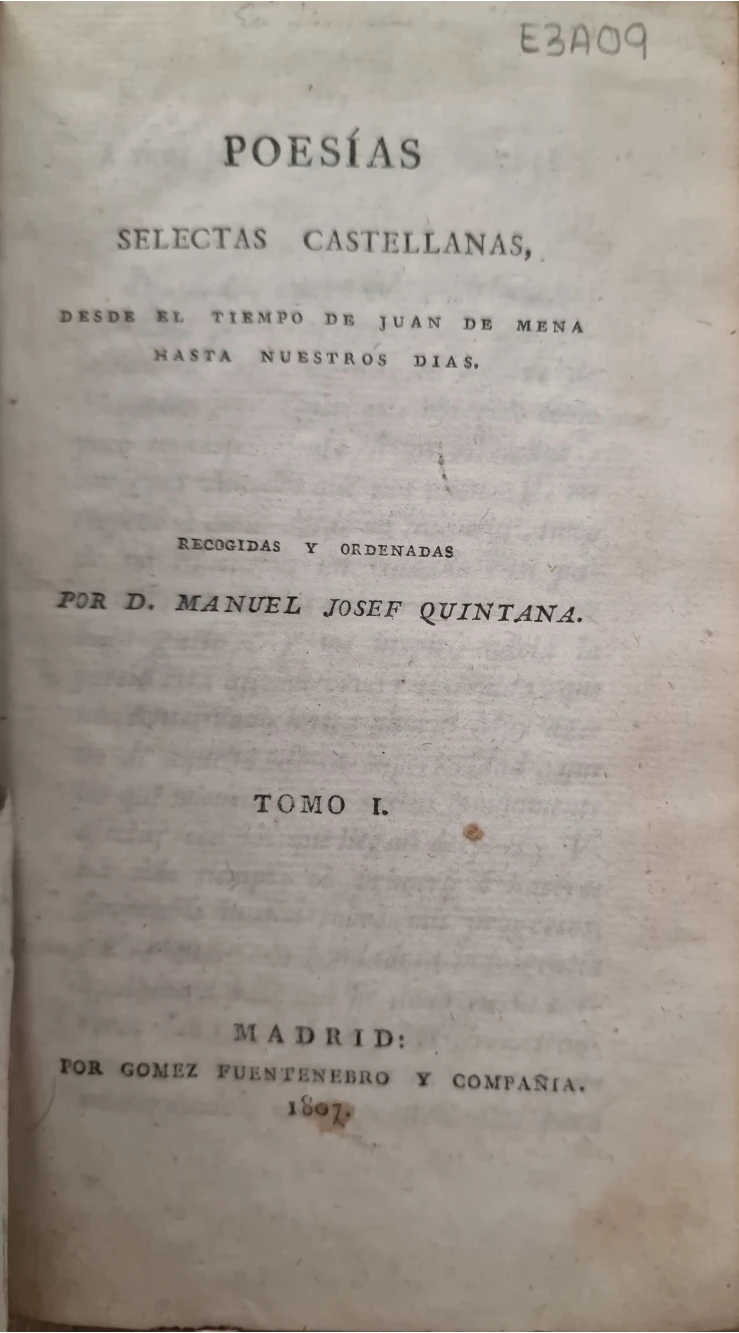 E3A09
POESÍAS
SELECTAS CASTELLANAS,
DESDE EL TIEMPO DE JUAN DE MENA
HASTA NUESTROS DIAS.
RECOGIDAS Y ORDENADAS
POR D. MANUEL JOSEF QUINTANA.
TOMO I.
MADRID:
POR GOMEZ FUENTENEBRO Y COMPAÑIA.
1807.